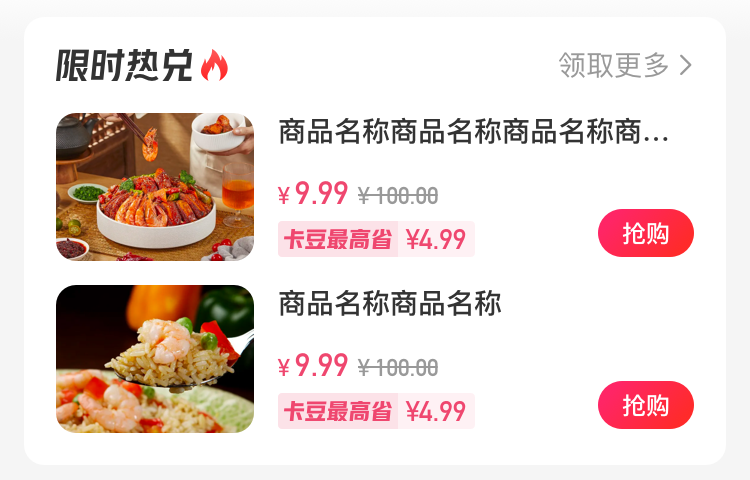 限时热兑
领取更多
商品名称商品名称商品名称商...
¥9.99 ¥100.00
卡豆最高省 ¥4.99
抢购
商品名称商品名称
¥9.99 ¥100.00
卡豆最高省 ¥4.99
抢购